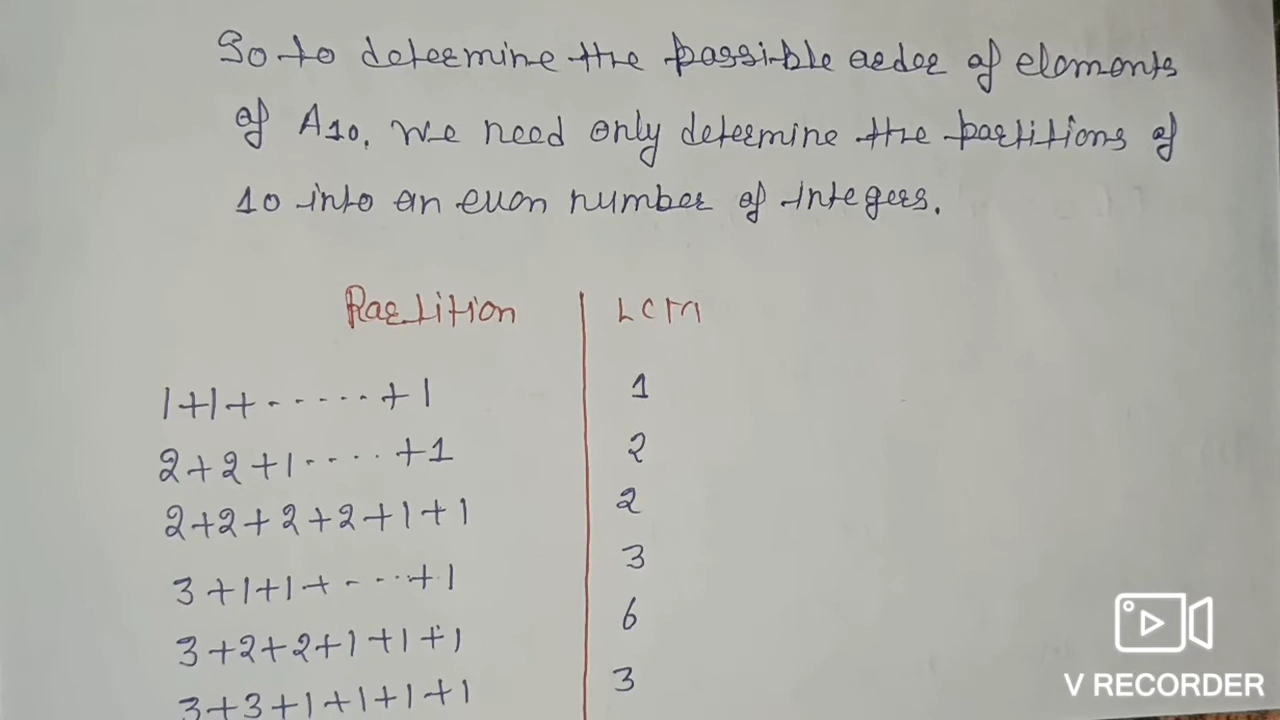 So to determine the possible order of elements
of A10, we need only determine the partitions of
10 into an even number of integers.
Partition | LCM
1+1+......+1 | 1
2+2+1.....+1 | 2
2+2+2+2+1+1 | 2
3+1+1+....+1 | 3
3+2+2+1+1+1 | 6
3+3+1+1+1+1 | 3
V RECORDER